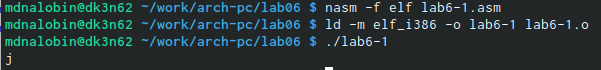 mdnalobin@dk3n62 ~/work/arch-pc/lab06 $ nasm -f elf lab6-1.asm
mdnalobin@dk3n62 ~/work/arch-pc/lab06 $ ld -m elf_i386 -o lab6-1 lab6-1.o
mdnalobin@dk3n62 ~/work/arch-pc/lab06 $ ./lab6-1
j